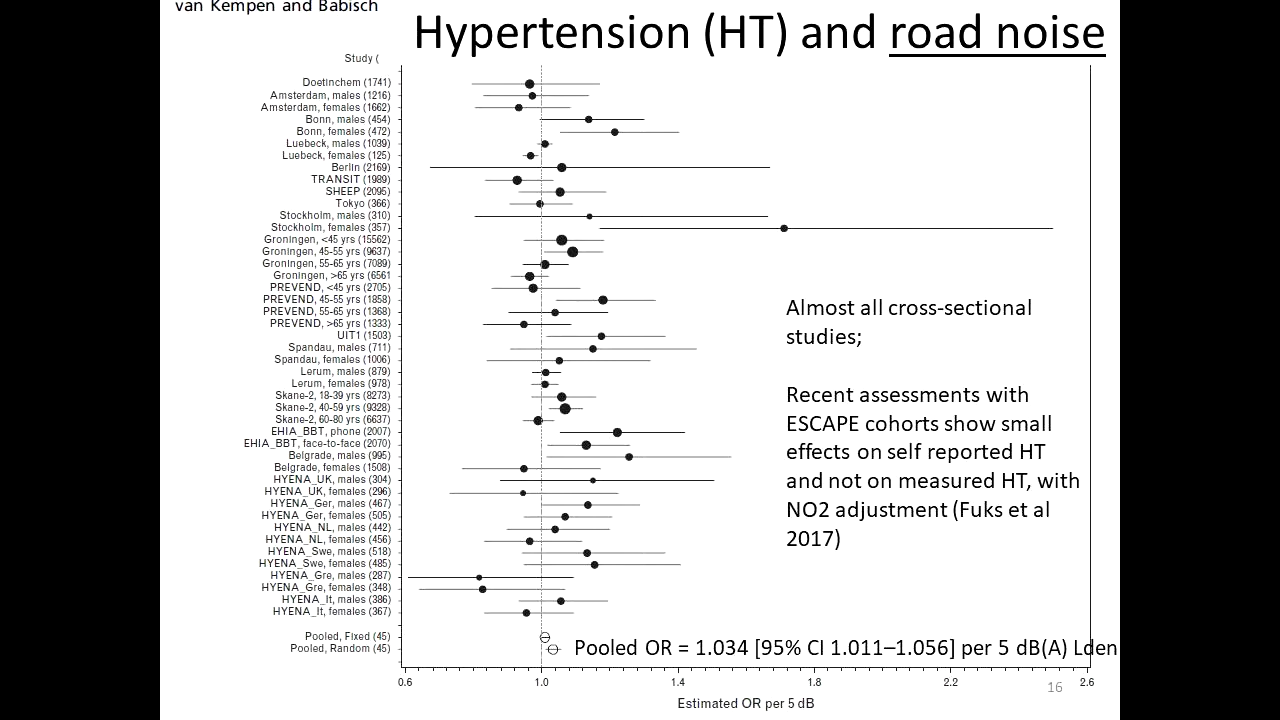 van Kempen and Babisch
Hypertension (HT) and road noise
Study (
Doetinchem (1741)
Amsterdam, males (1216)
Amsterdam, females (1662)
Bonn, males (454)
Bonn, females (472)
Luebeck, males (1039)
Luebeck, females (125)
Berlin (2169)
TRANSIT (1989)
SHEEP (2095)
Tokyo (366)
Stockholm, males (310)
Stockholm, females (357)
Groningen, <45 yrs (15562)
Groningen, 45-55 yrs (9637)
Groningen, 55-65 yrs (7089)
Groningen, >65 yrs (6561
PREVEND, <45 yrs (2705)
PREVEND, 45-55 yrs (1858)
PREVEND, 55-65 yrs (1368)
PREVEND, >65 yrs (1333)
UIT1 (1503)
Spandau, males (711)
Spandau, females (1006)
Lerum, males (879)
Lerum, females (978)
Skane-2, 18-39 yrs (8273)
Skane-2, 40-59 yrs (9328)
Skane-2, 60-80 yrs (6637)
EHIA_BBT, phone (2007)
EHIA_BBT, face-to-face (2070)
Belgrade, males (995)
Belgrade, females (1508)
HYENA_UK, males (304)
HYENA_UK, females (296)
HYENA_Ger, males (467)
HYENA_Ger, females (505)
HYENA_NL, males (442)
HYENA_NL, females (456)
HYENA_Swe, males (518)
HYENA_Swe, females (485)
HYENA_Gre, males (287)
HYENA_Gre, females (348)
HYENA_It, males (386)
HYENA_It, females (367)
Pooled, Fixed (45)
Pooled, Random (45)
Almost all cross-sectional
studies;
Recent assessments with
ESCAPE cohorts show small
effects on self reported HT
and not on measured HT, with
NO2 adjustment (Fuks et al
2017)
Pooled OR = 1.034 [95% CI 1.011–1.056] per 5 dB(A) Lden
0.6 1.0 1.4 1.8 2.2 2.6
Estimated OR per 5 dB
16